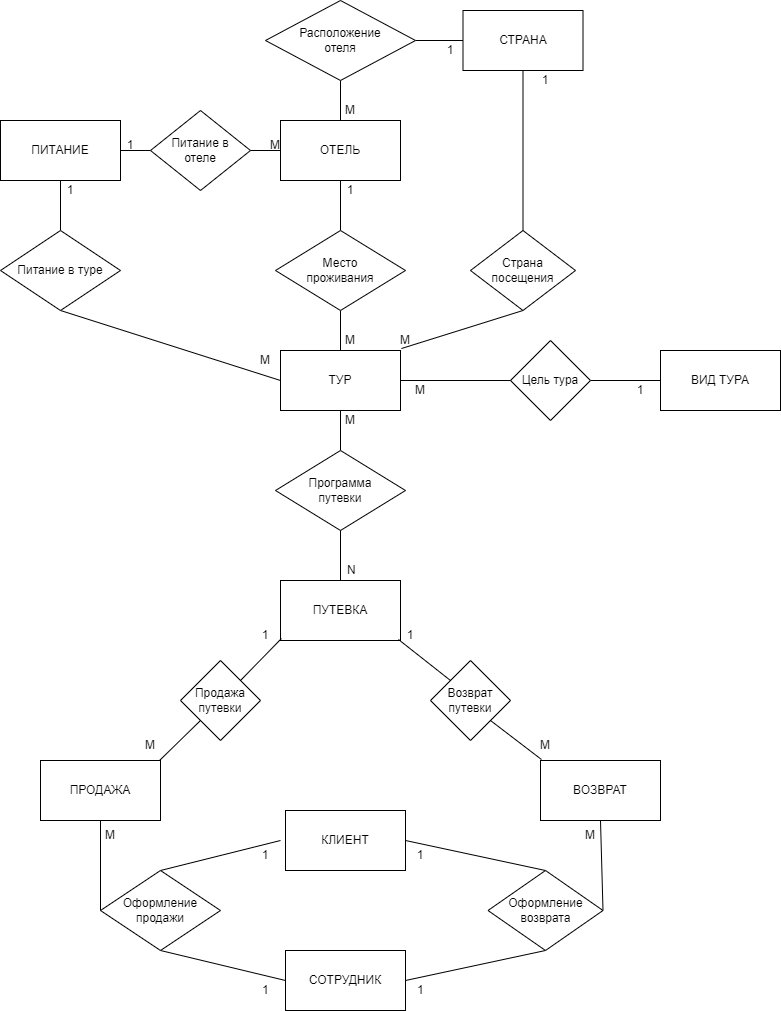 Расположение
отеля
1
СТРАНА
1
М
ПИТАНИЕ
1
Питание в
отеле
М
ОТЕЛЬ
1
1
Питание в туре
Место
проживания
Страна
посещения
М
М
М
ТУР
М
Цель тура
1
ВИД ТУРА
М
Программа
путевки
N
ПУТЕВКА
1
1
Продажа
путевки
Возврат
путевки
М
М
ПРОДАЖА
ВОЗВРАТ
М
КЛИЕНТ
М
1
1
Оформление
продажи
Оформление
возврата
СОТРУДНИК
1
1